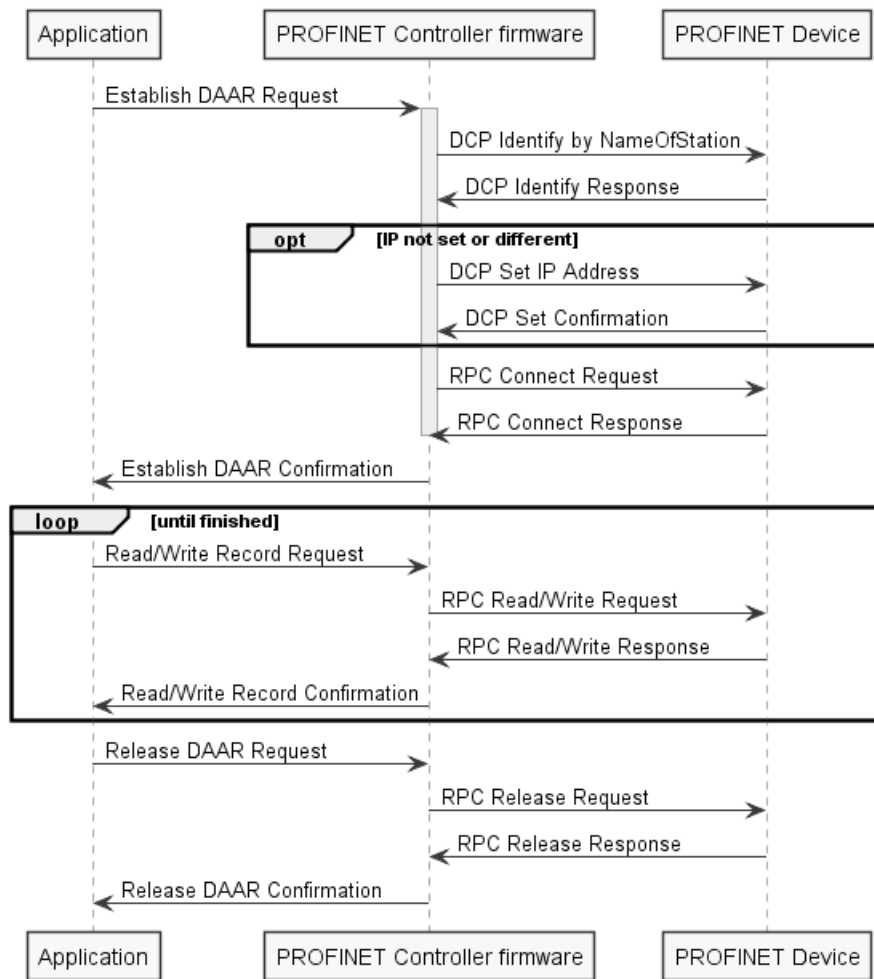 Application
PROFINET Controller firmware
PROFINET Device
Establish DAAR Request
DCP Identify by NameOfStation
DCP Identify Response
opt
[IP not set or different]
DCP Set IP Address
DCP Set Confirmation
RPC Connect Request
RPC Connect Response
Establish DAAR Confirmation
loop
[until finished]
Read/Write Record Request
RPC Read/Write Request
RPC Read/Write Response
Read/Write Record Confirmation
Release DAAR Request
RPC Release Request
RPC Release Response
Release DAAR Confirmation
Application
PROFINET Controller firmware
PROFINET Device